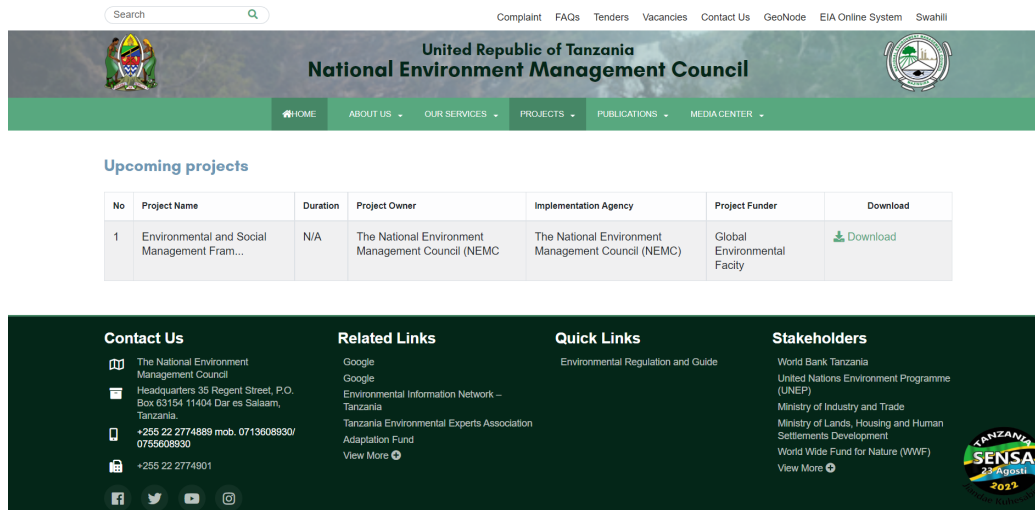 Search
Complaint FAQs Tenders Vacancies Contact Us GeoNode EIA Online System Swahili
United Republic of Tanzania
National Environment Management Council
HOME ABOUT US OUR SERVICES PROJECTS PUBLICATIONS MEDIA CENTER
Upcoming projects
No Project Name Duration Project Owner Implementation Agency Project Funder Download
1 Environmental and Social N/A The National Environment The National Environment Global Download
Management Fram... Management Council (NEMC Management Council (NEMC) Environmental
Facity
Contact Us
The National Environment
Management Council
Headquarters 35 Regent Street, P.O.
Box 63154 11404 Dar es Salaam,
Tanzania.
+255 22 2774889 mob. 0713608930/
0755608930
+255 22 2774901
Related Links
Google
Google
Environmental Information Network –
Tanzania
Tanzania Environmental Experts Association
Adaptation Fund
View More
Quick Links
Environmental Regulation and Guide
Stakeholders
World Bank Tanzania
United Nations Environment Programme
(UNEP)
Ministry of Industry and Trade
Ministry of Lands, Housing and Human
Settlements Development
World Wide Fund for Nature (WWF)
View More
TANZANIA
SENSA
23 Agosti
2022